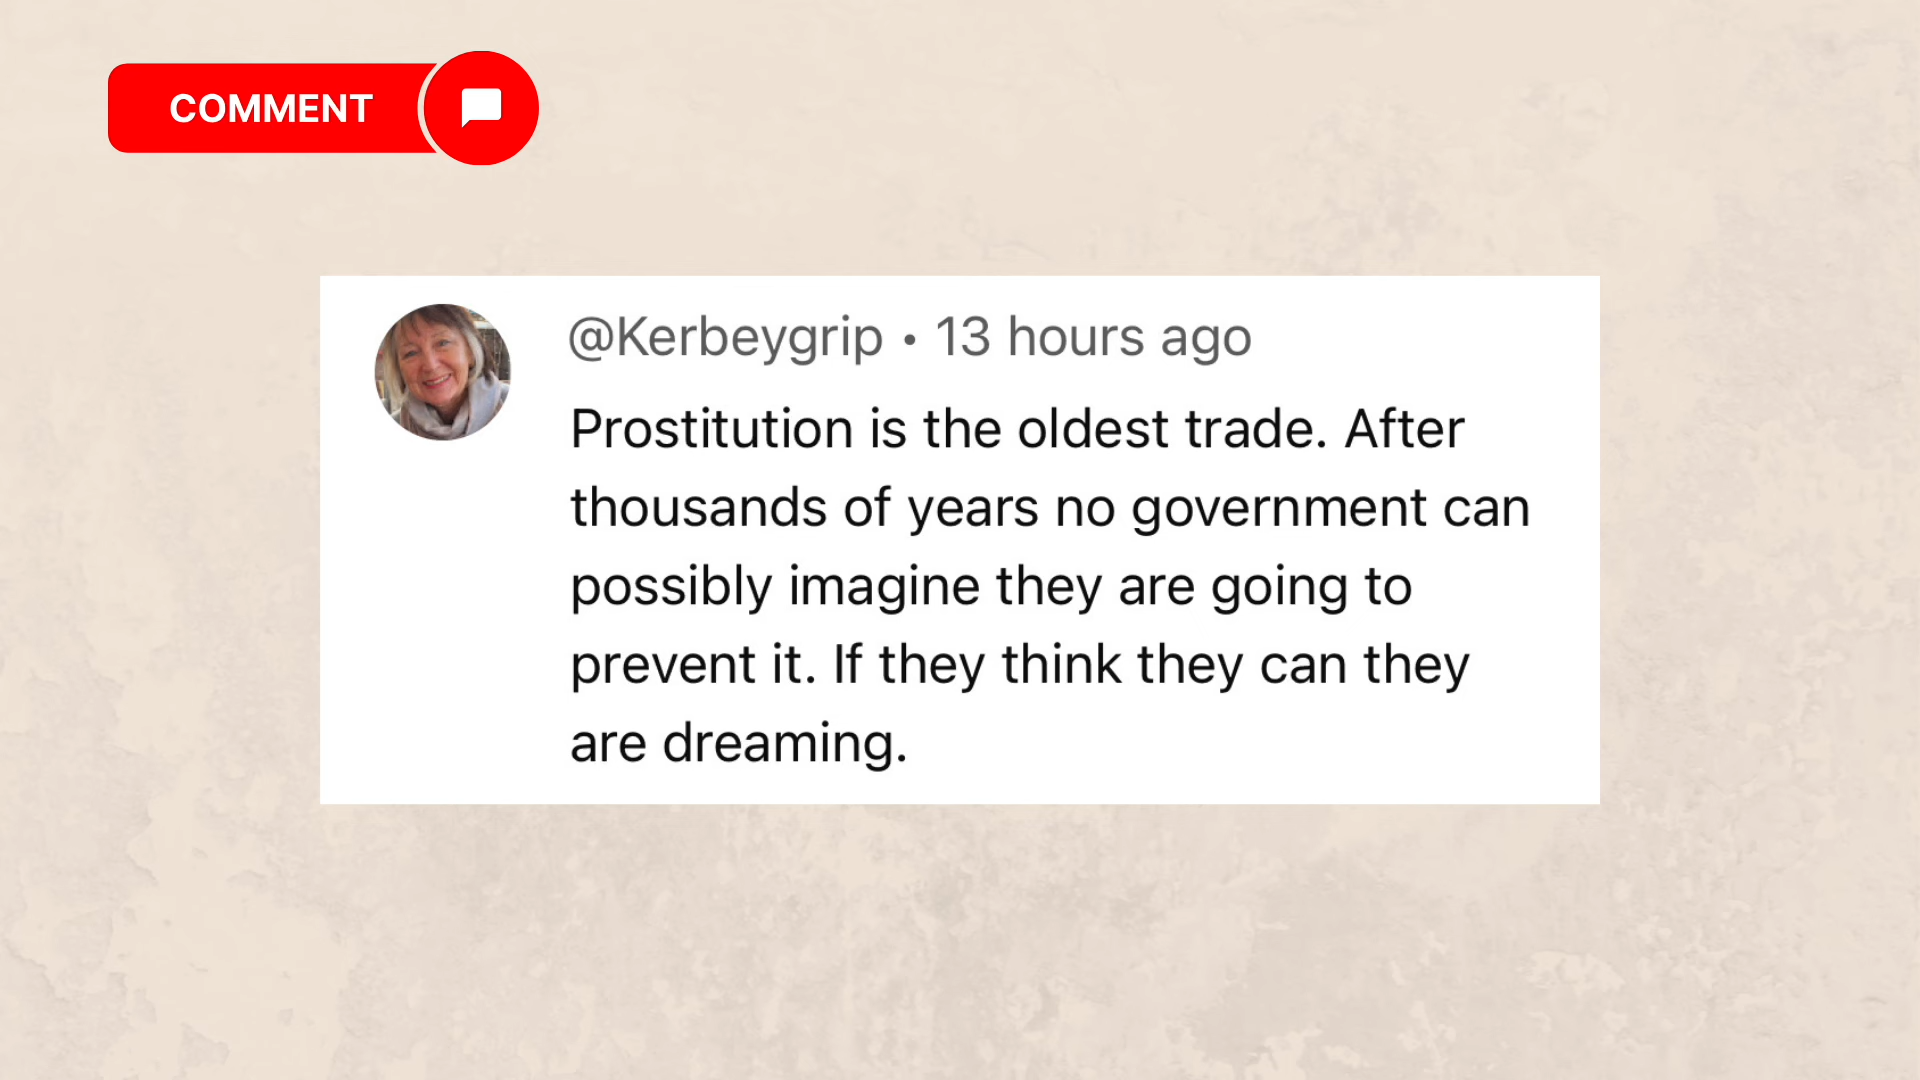 COMMENT
@Kerbeygrip • 13 hours ago
Prostitution is the oldest trade. After
thousands of years no government can
possibly imagine they are going to
prevent it. If they think they can they
are dreaming.